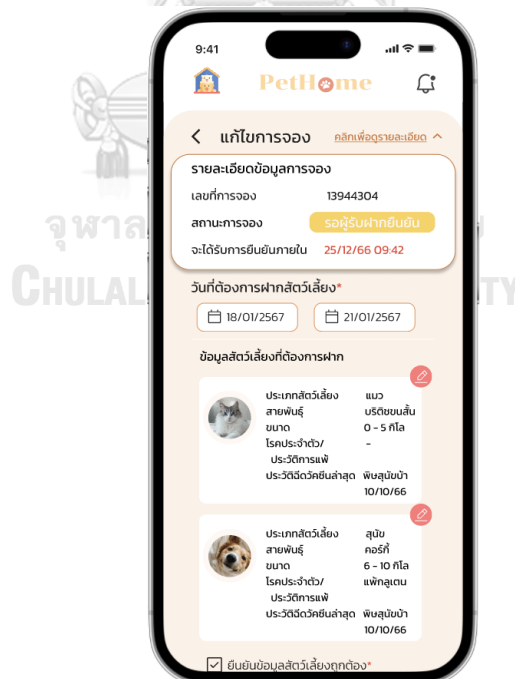 9:41
PetHome
แก้ไขการจอง คลิกเพื่อดูรายละเอียด
รายละเอียดข้อมูลการจอง
เลขที่การจอง 13944304
สถานะการจอง รอผู้รับฝากยืนยัน
จะได้รับการยืนยันภายใน 25/12/66 09:42
วันที่ต้องการฝากสัตว์เลี้ยง*
18/01/2567 21/01/2567
ข้อมูลสัตว์เลี้ยงที่ต้องการฝาก
ประเภทสัตว์เลี้ยง แมว
สายพันธุ์ บริติชขนสั้น
ขนาด 0 - 5 กิโล
โรคประจำตัว/ -
ประวัติการแพ้
ประวัติฉีดวัคซีนล่าสุด พิษสุนัขบ้า
10/10/66
ประเภทสัตว์เลี้ยง สุนัข
สายพันธุ์ คอร์กี้
ขนาด 6 - 10 กิโล
โรคประจำตัว/ แพ้กลูเตน
ประวัติการแพ้
ประวัติฉีดวัคซีนล่าสุด พิษสุนัขบ้า
10/10/66
ยืนยันข้อมูลสัตว์เลี้ยงถูกต้อง*